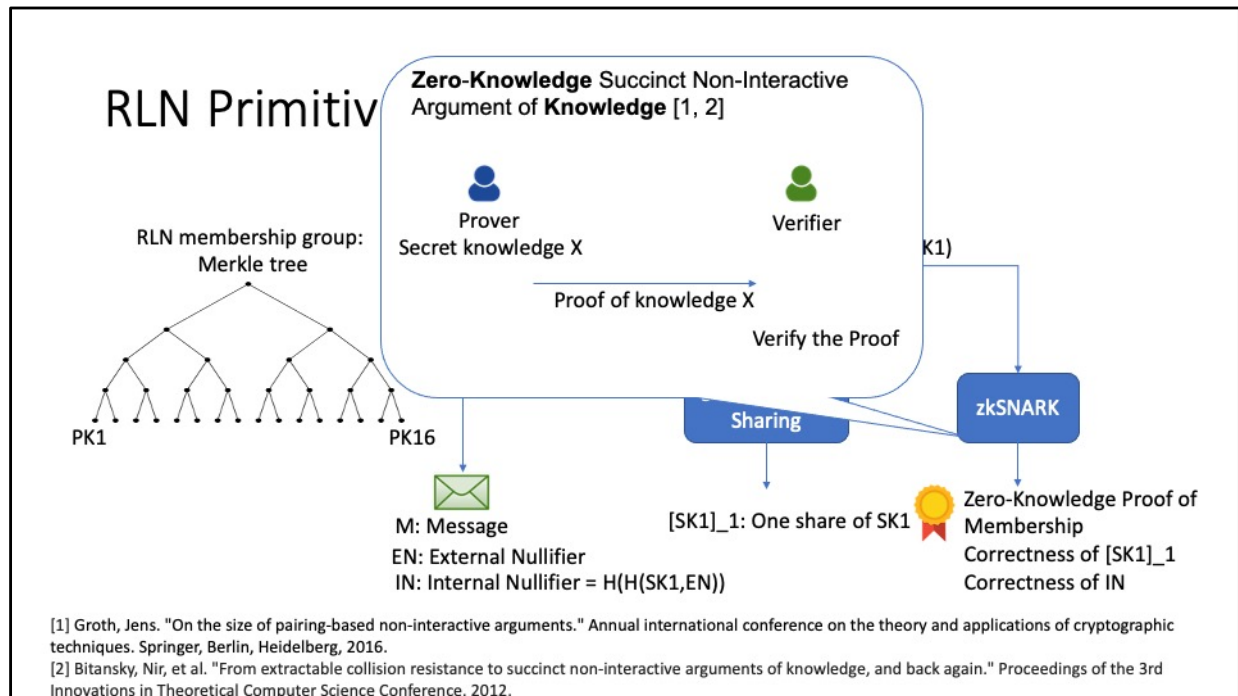 RLN Primitiv
Zero-Knowledge Succinct Non-Interactive
Argument of Knowledge [1, 2]
Prover
Secret knowledge X
Verifier
Proof of knowledge X
Verify the Proof
RLN membership group:
Merkle tree
PK1
PK16
K1)
Sharing
zkSNARK
M: Message
EN: External Nullifier
IN: Internal Nullifier = H(H(SK1,EN))
[SK1]_1: One share of SK1
Zero-Knowledge Proof of
Membership
Correctness of [SK1]_1
Correctness of IN
[1] Groth, Jens. "On the size of pairing-based non-interactive arguments." Annual international conference on the theory and applications of cryptographic
techniques. Springer, Berlin, Heidelberg, 2016.
[2] Bitansky, Nir, et al. "From extractable collision resistance to succinct non-interactive arguments of knowledge, and back again." Proceedings of the 3rd
Innovations in Theoretical Computer Science Conference. 2012.